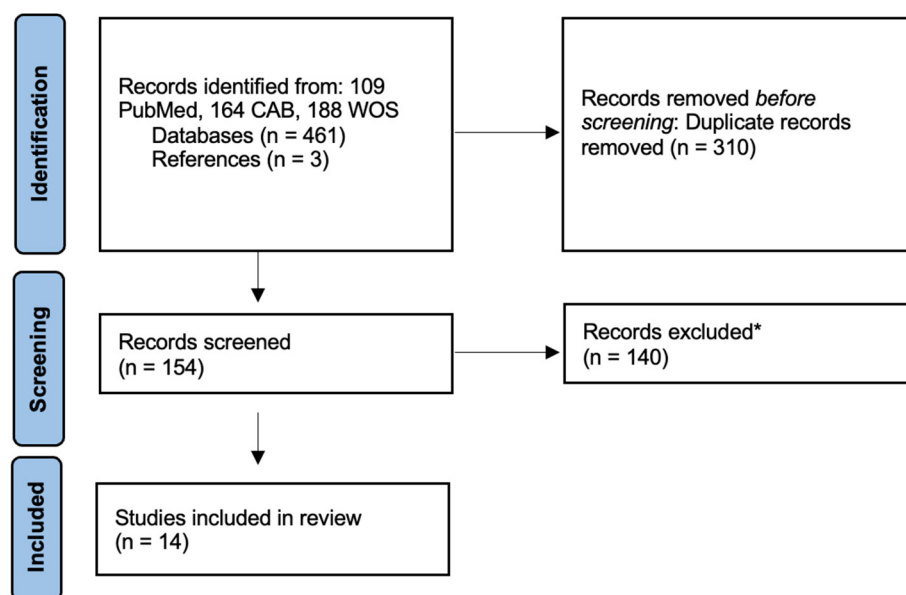 Identification
Records identified from: 109
PubMed, 164 CAB, 188 WOS
Databases (n = 461)
References (n = 3)
Records removed before
screening: Duplicate records
removed (n = 310)
Screening
Records screened
(n = 154)
Records excluded*
(n = 140)
Included
Studies included in review
(n = 14)